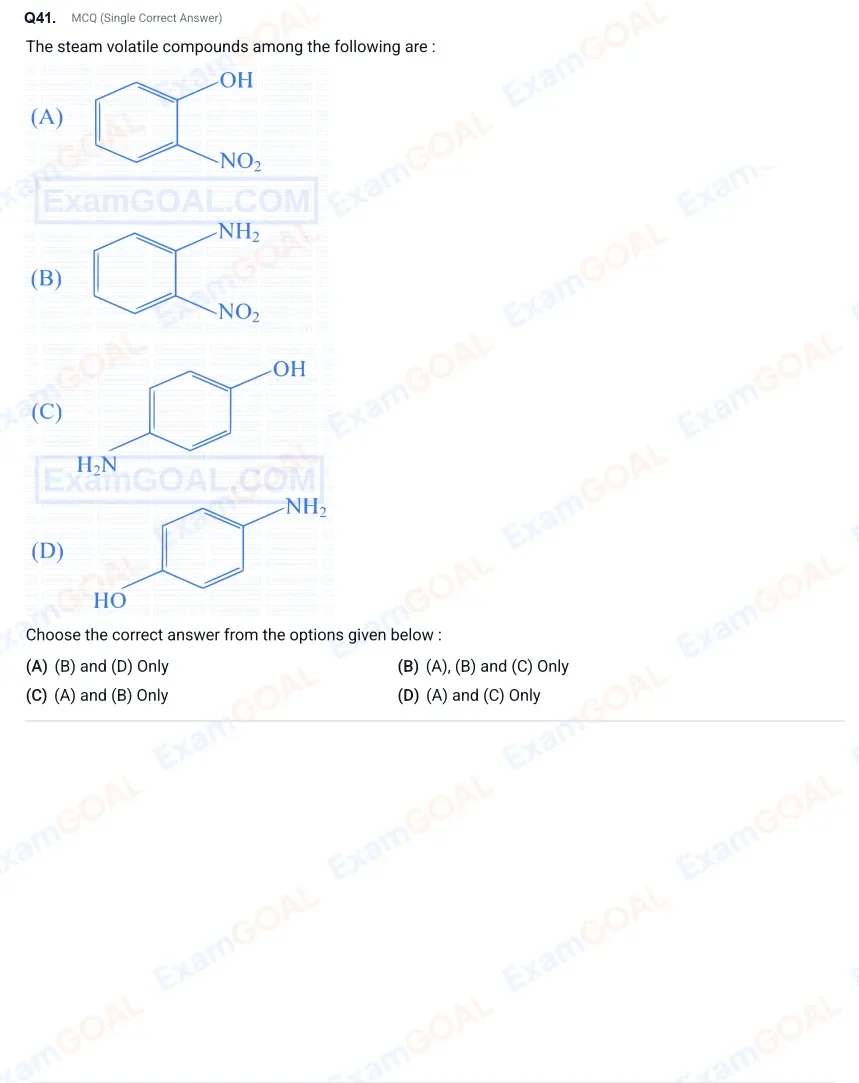 Q41. MCQ (Single Correct Answer)
The steam volatile compounds among the following are :
OH
(A)
NO₂
ExamGOAL.COM
NH₂
(B)
NO₂
OH
(C)
H₂N
ExamGOAL.COM
NH₂
(D)
HO
Choose the correct answer from the options given below :
(A) (B) and (D) Only
(B) (A), (B) and (C) Only
(C) (A) and (B) Only
(D) (A) and (C) Only